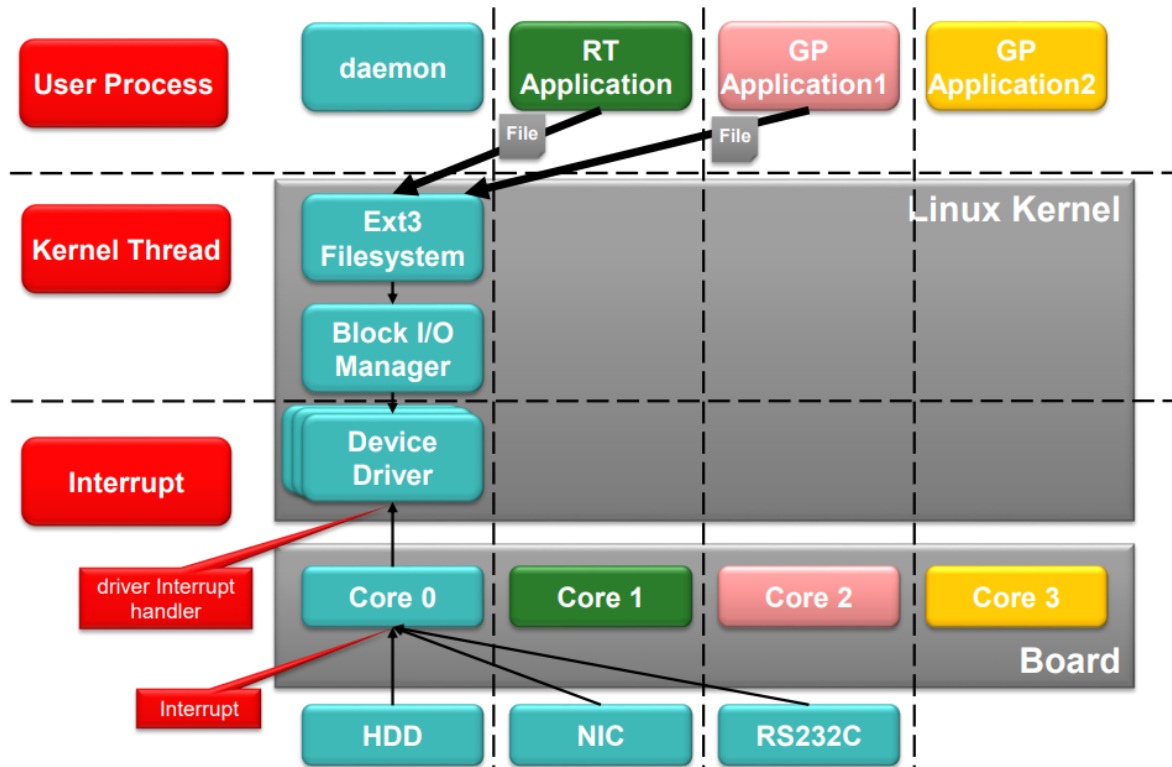 User Process
daemon
RT
Application
GP
Application1
GP
Application2
File
File
Linux Kernel
Kernel Thread
Ext3
Filesystem
Block I/O
Manager
Interrupt
Device
Driver
driver Interrupt
handler
Core 0
Core 1
Core 2
Core 3
Board
Interrupt
HDD
NIC
RS232C